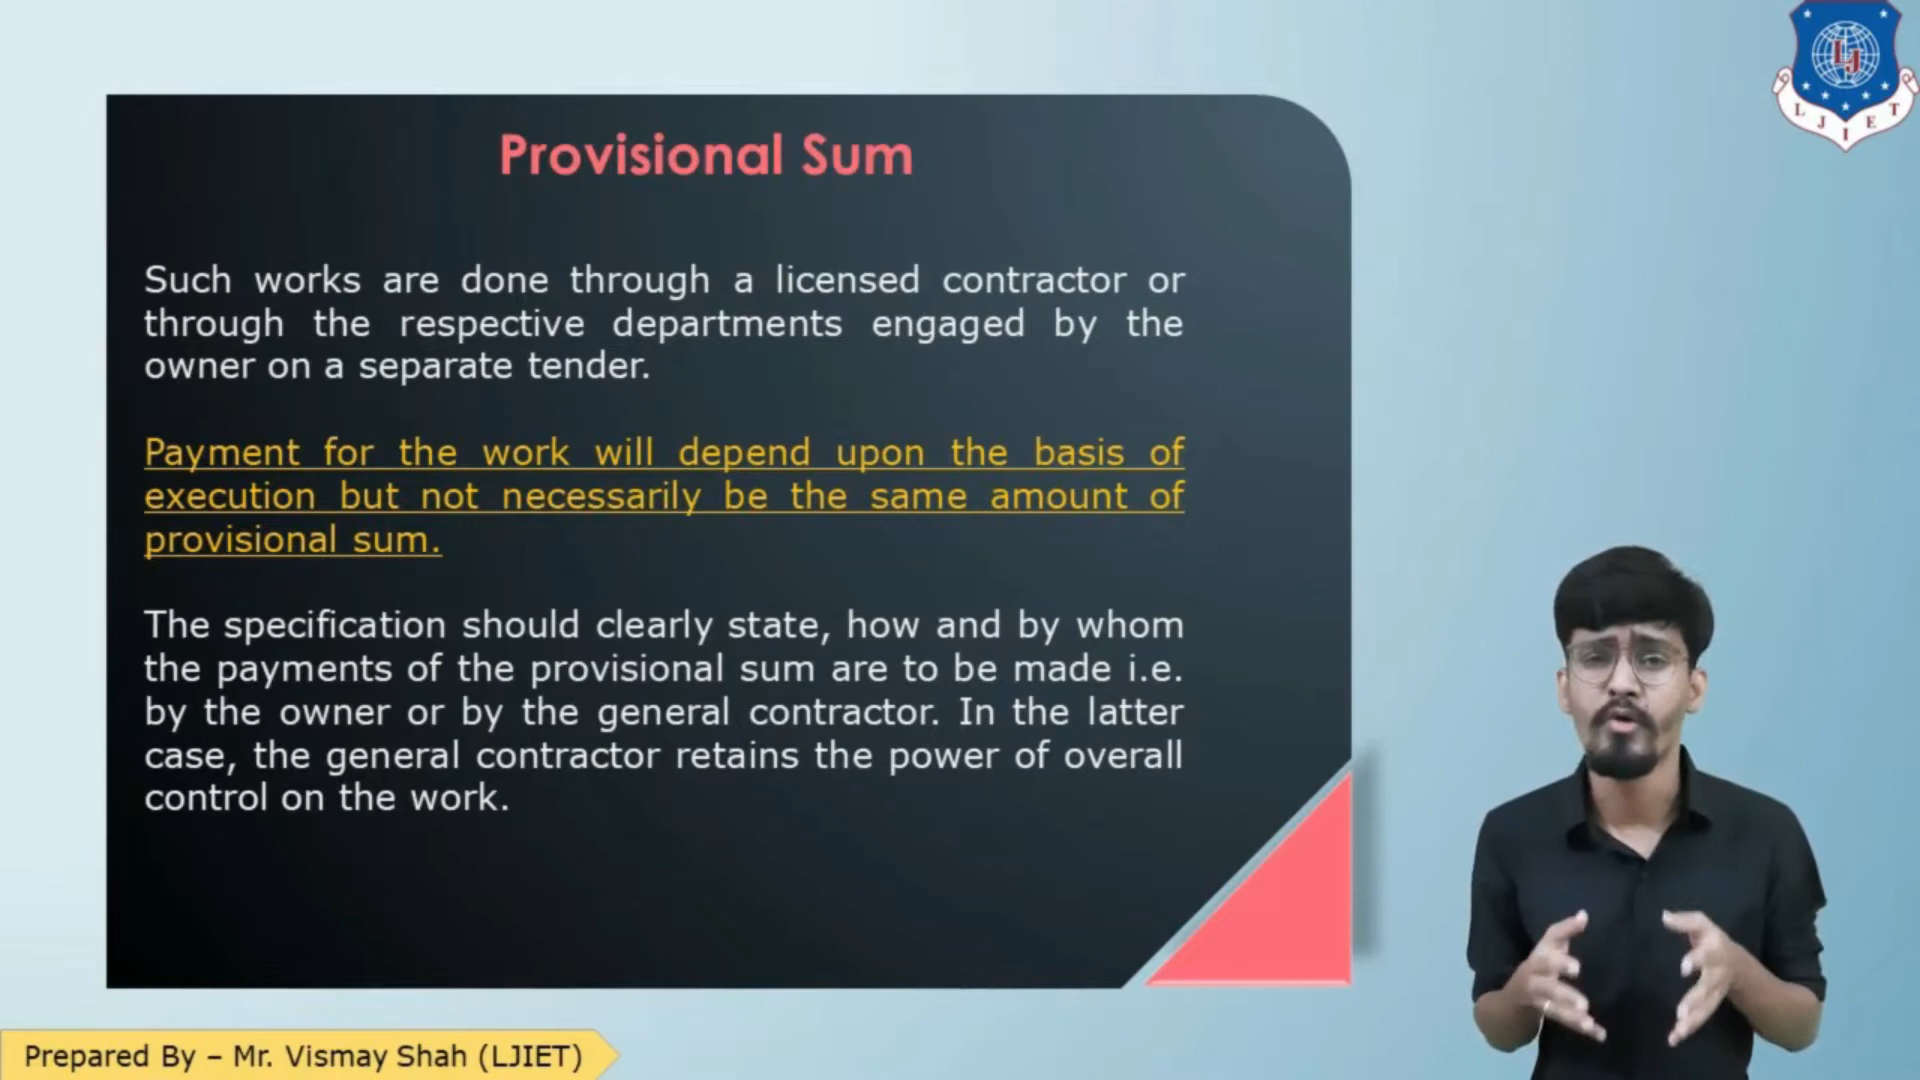 LJ
L J I E T
Provisional Sum
Such works are done through a licensed contractor or
through the respective departments engaged by the
owner on a separate tender.
Payment for the work will depend upon the basis of
execution but not necessarily be the same amount of
provisional sum.
The specification should clearly state, how and by whom
the payments of the provisional sum are to be made i.e.
by the owner or by the general contractor. In the latter
case, the general contractor retains the power of overall
control on the work.
Prepared By – Mr. Vismay Shah (LJIET)